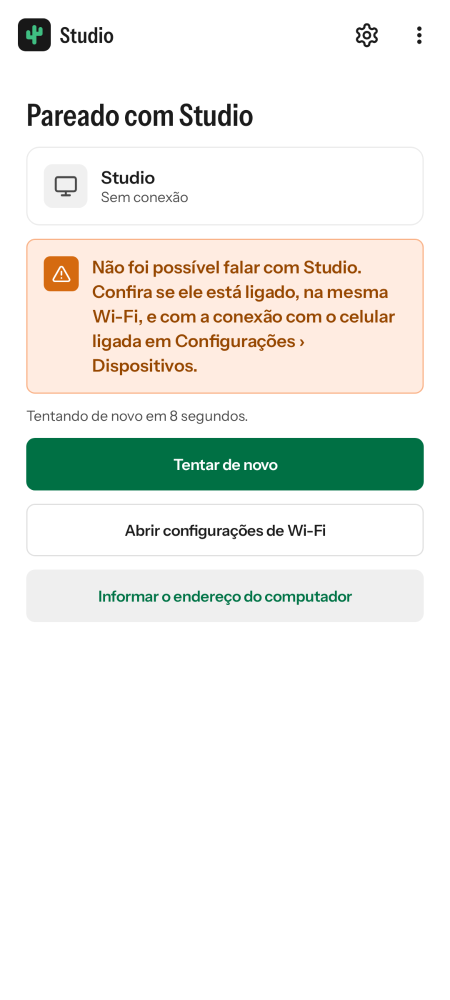 Studio
Pareado com Studio
Studio
Sem conexão
Não foi possível falar com Studio.
Confira se ele está ligado, na mesma
Wi-Fi, e com a conexão com o celular
ligada em Configurações ›
Dispositivos.
Tentando de novo em 8 segundos.
Tentar de novo
Abrir configurações de Wi-Fi
Informar o endereço do computador